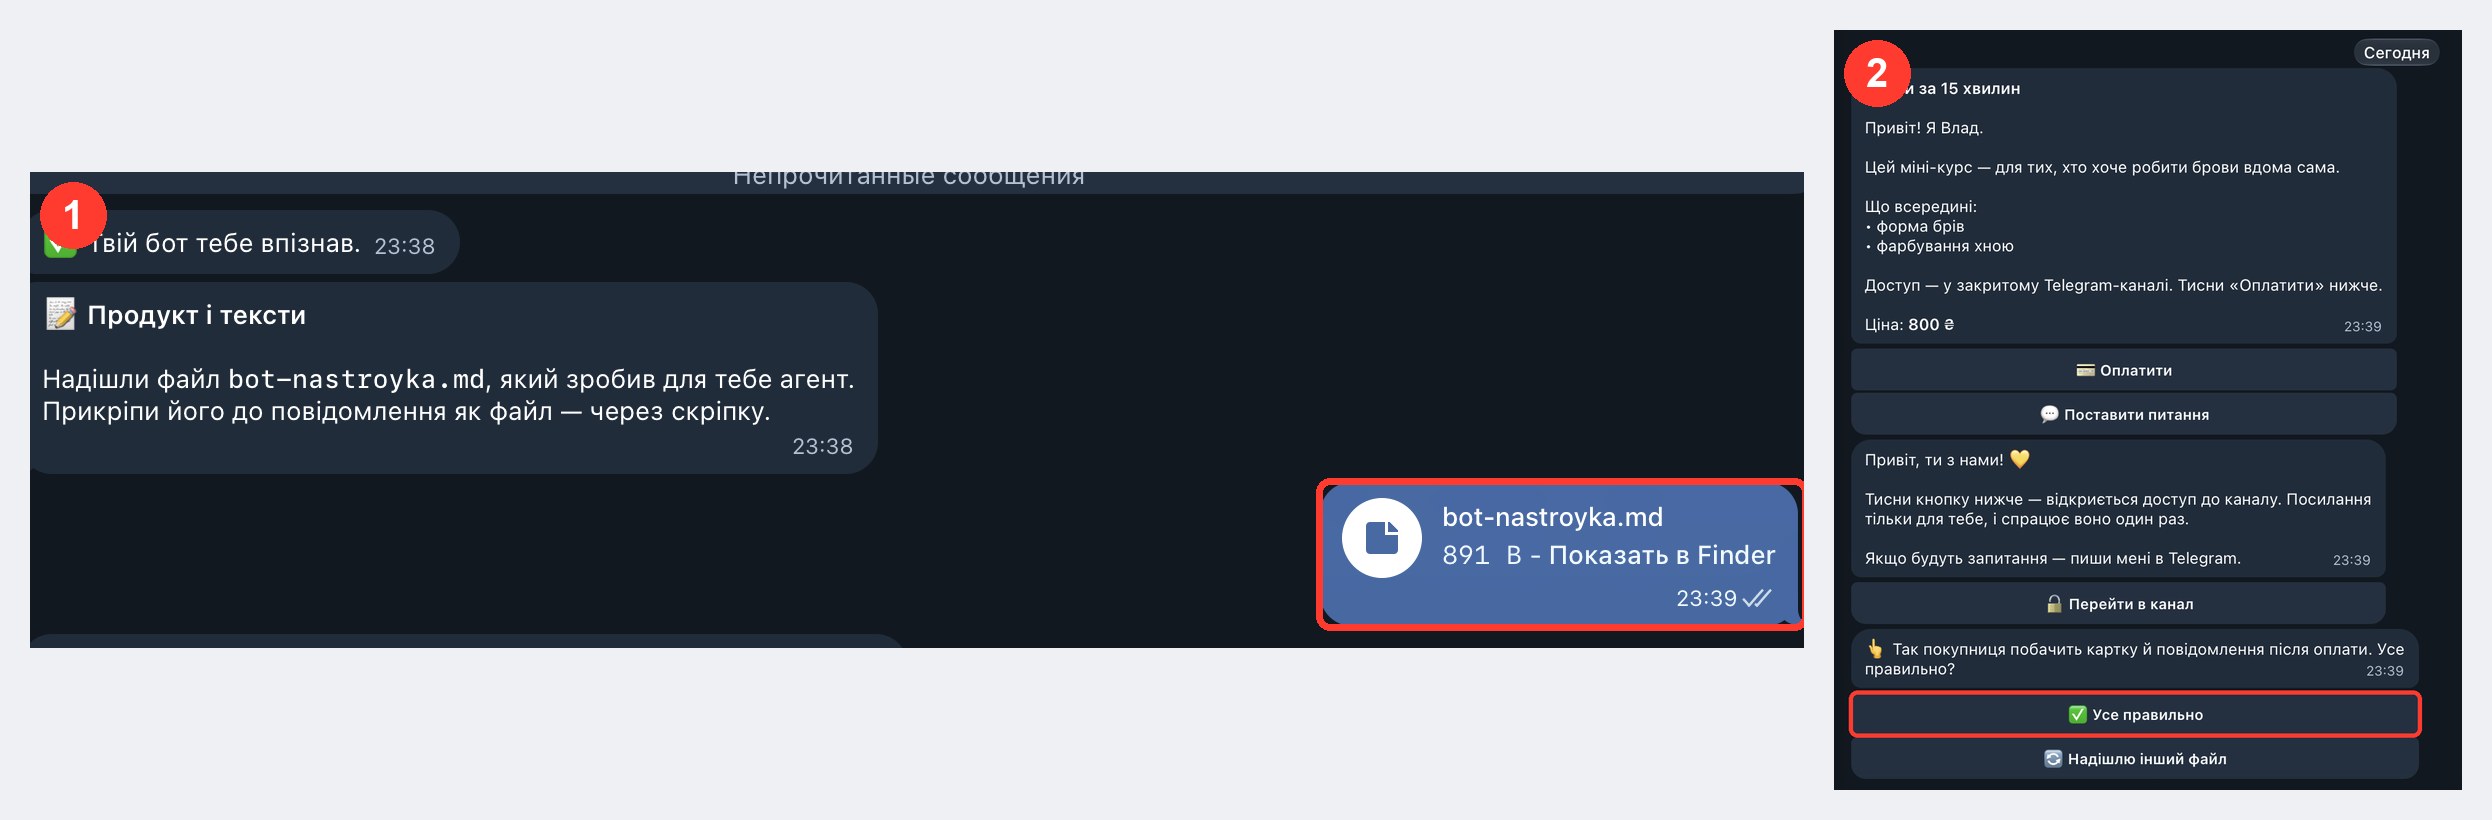 1
Непрочитанные сообщения
Твій бот тебе впізнав. 23:38
Продукт і тексти
Надішли файл bot-nastroyka.md, який зробив для тебе агент.
Прикріпи його до повідомлення як файл — через скріпку.
23:38
bot-nastroyka.md
891 B - Показать в Finder
23:39
2
Сегодня
за 15 хвилин
Привіт! Я Влад.
Цей міні-курс — для тих, хто хоче робити брови вдома сама.
Що всередині:
• форма брів
• фарбування хною
Доступ — у закритому Telegram-каналі. Тисни «Оплатити» нижче.
Ціна: 800 ₴
23:39
Оплатити
Поставити питання
Привіт, ти з нами! 💛
Тисни кнопку нижче — відкриється доступ до каналу. Посилання
тільки для тебе, і спрацює воно один раз.
Якщо будуть запитання — пиши мені в Telegram. 23:39
Перейти в канал
👆 Так покупниця побачить картку й повідомлення після оплати. Усе
правильно? 23:39
✅ Усе правильно
Надішлю інший файл